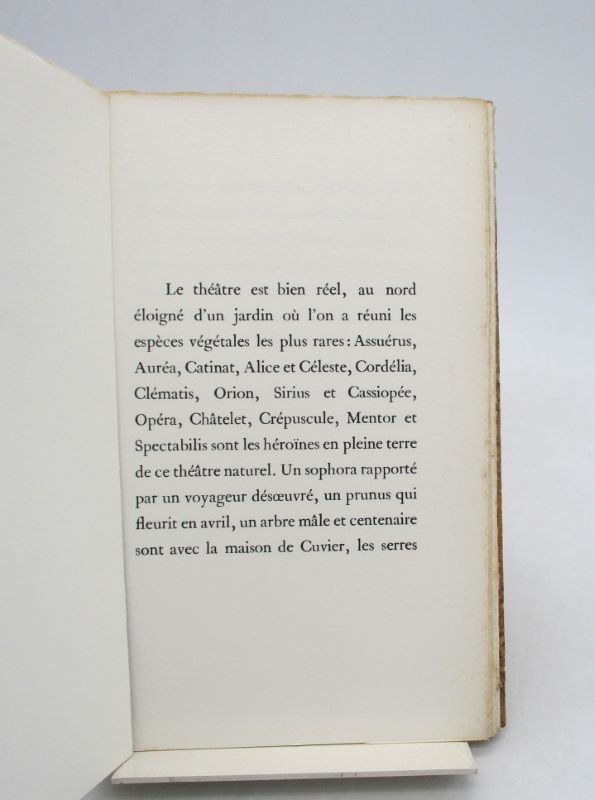 Le théâtre est bien réel, au nord
éloigné d'un jardin où l'on a réuni les
espèces végétales les plus rares : Assuérus,
Auréa, Catinat, Alice et Céleste, Cordélia,
Clématis, Orion, Sirius et Cassiopée,
Opéra, Châtelet, Crépuscule, Mentor et
Spectabilis sont les héroïnes en pleine terre
de ce théâtre naturel. Un sophora rapporté
par un voyageur désœuvré, un prunus qui
fleurit en avril, un arbre mâle et centenaire
sont avec la maison de Cuvier, les serres